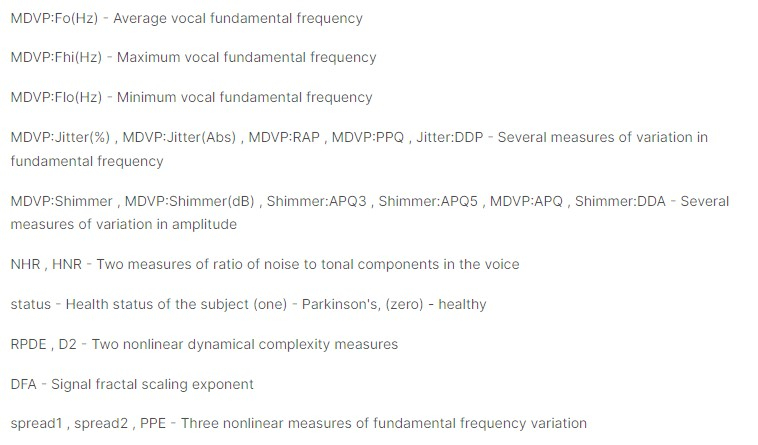 MDVP:Fo(Hz) - Average vocal fundamental frequency
MDVP:Fhi(Hz) - Maximum vocal fundamental frequency
MDVP:Flo(Hz) - Minimum vocal fundamental frequency
MDVP:Jitter(%) , MDVP:Jitter(Abs) , MDVP:RAP , MDVP:PPQ , Jitter:DDP - Several measures of variation in
fundamental frequency
MDVP:Shimmer , MDVP:Shimmer(dB) , Shimmer:APQ3 , Shimmer:APQ5 , MDVP:APQ , Shimmer:DDA - Several
measures of variation in amplitude
NHR , HNR - Two measures of ratio of noise to tonal components in the voice
status - Health status of the subject (one) - Parkinson's, (zero) - healthy
RPDE , D2 - Two nonlinear dynamical complexity measures
DFA - Signal fractal scaling exponent
spread1 , spread2 , PPE - Three nonlinear measures of fundamental frequency variation